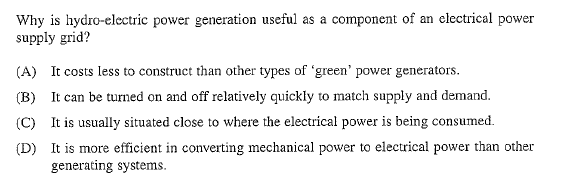 Why is hydro-electric power generation useful as a component of an electrical power
supply grid?
(A) It costs less to construct than other types of ‘green’ power generators.
(B) It can be turned on and off relatively quickly to match supply and demand.
(C) It is usually situated close to where the electrical power is being consumed.
(D) It is more efficient in converting mechanical power to electrical power than other
generating systems.